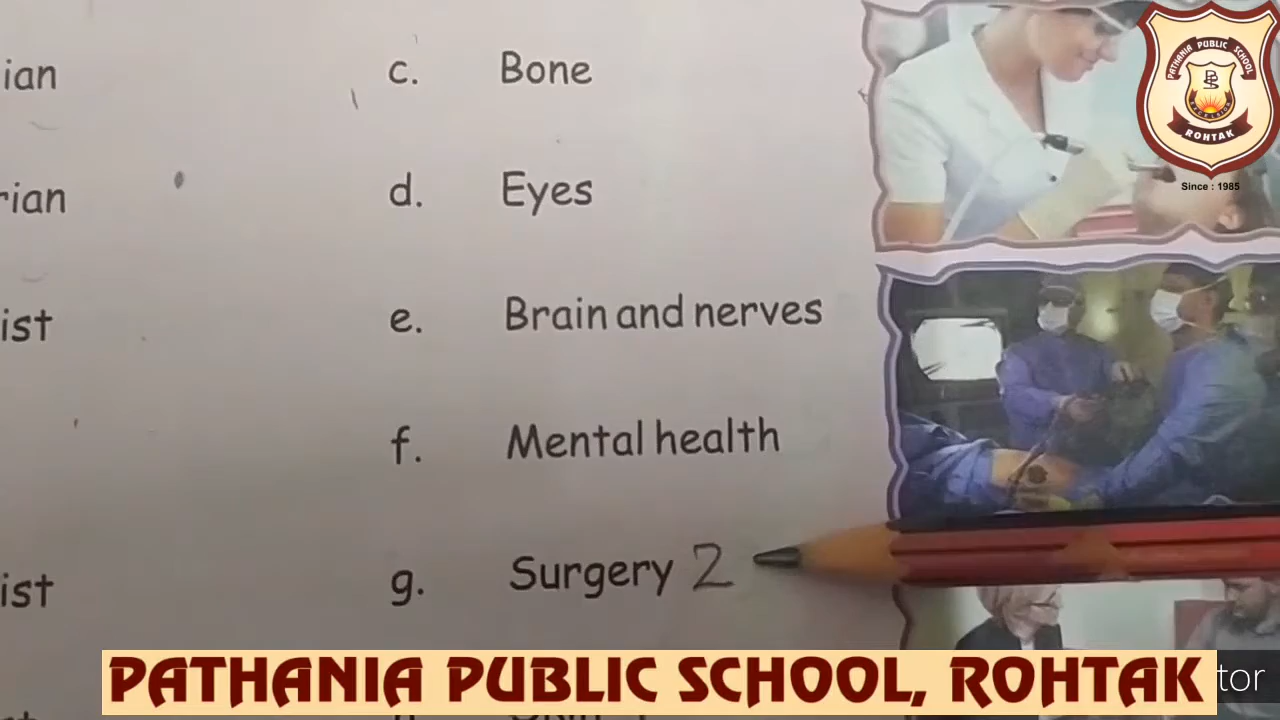 ian c. Bone
rian d. Eyes
ist e. Brain and nerves
f. Mental health
ist g. Surgery 2
PATHANIA PUBLIC SCHOOL
ROHTAK
Since : 1985
PATHANIA PUBLIC SCHOOL, ROHTAK
tor